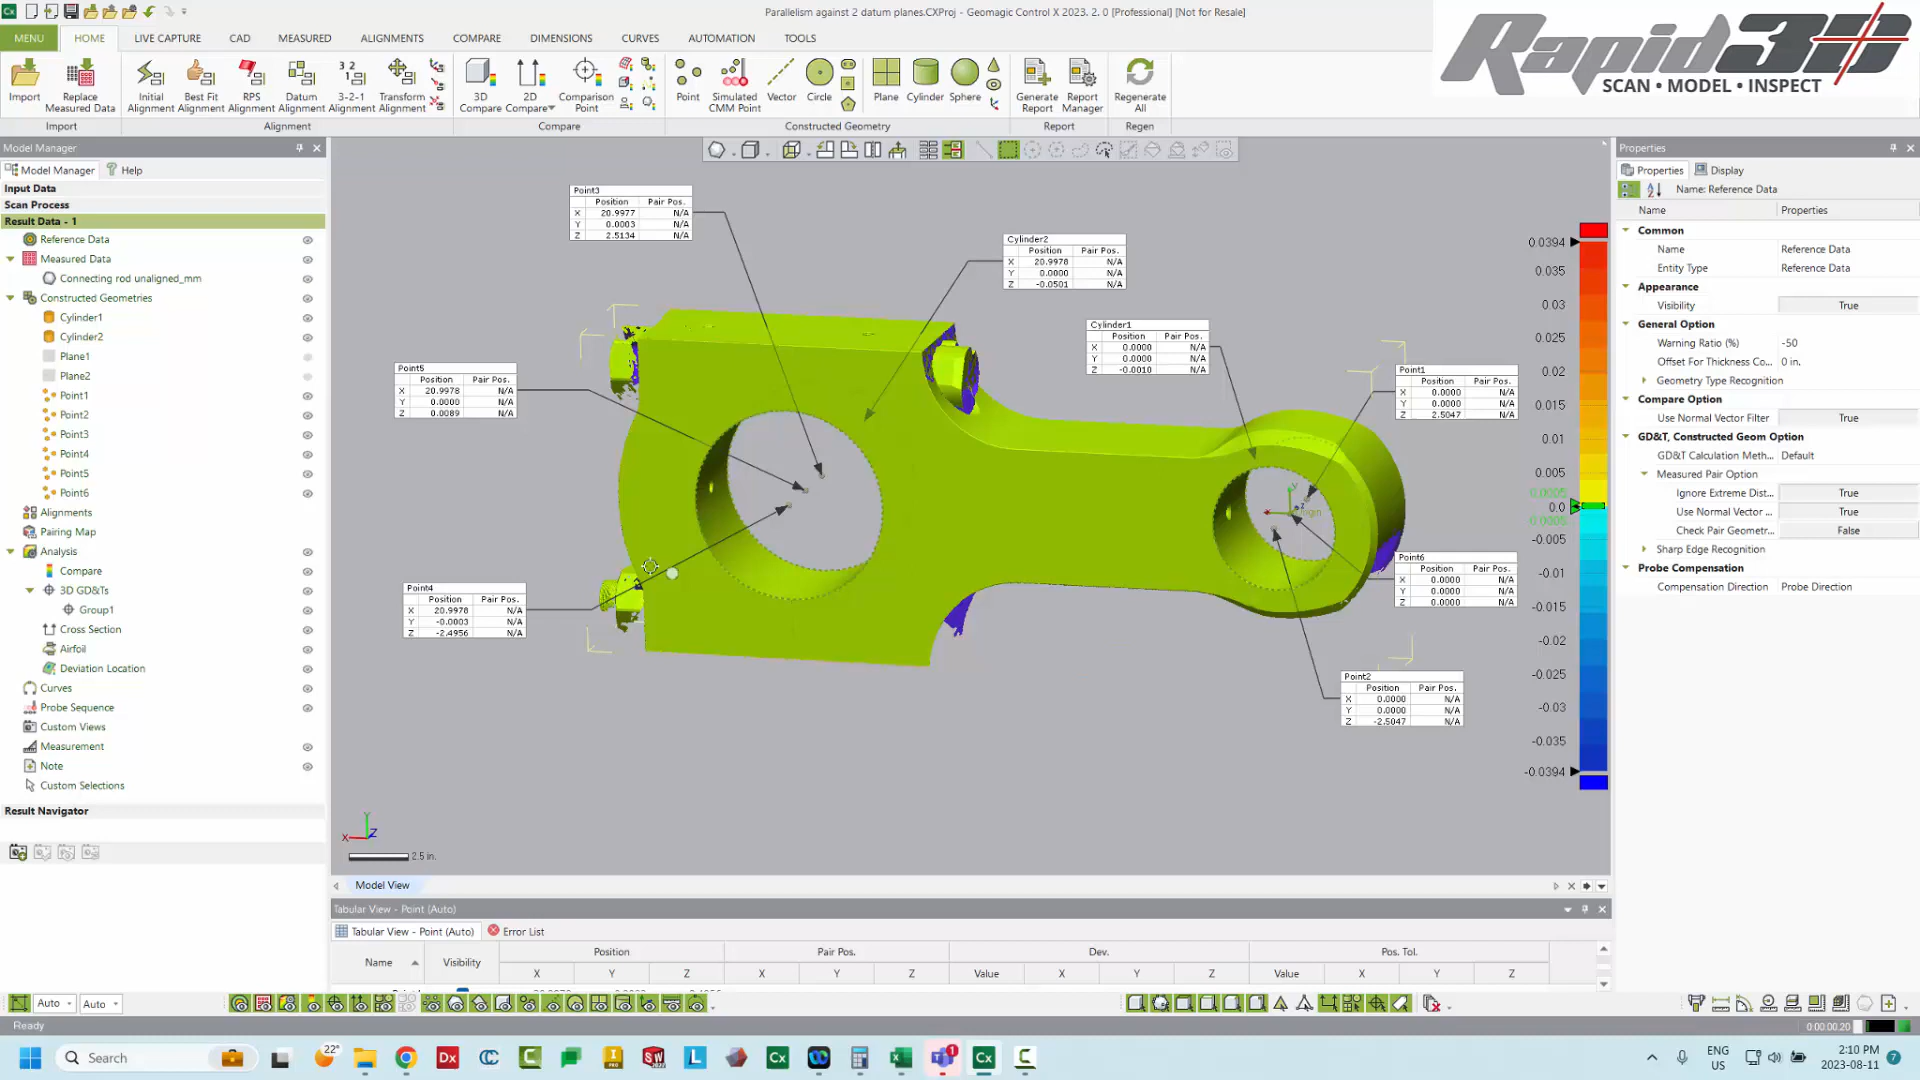 Parallelism against 2 datum planes.CXProj - Geomagic Control X 2023. 2. 0 [Professional] [Not for Resale]
Rapid3D
SCAN • MODEL • INSPECT
MENU HOME LIVE CAPTURE CAD MEASURED ALIGNMENTS COMPARE DIMENSIONS CURVES AUTOMATION TOOLS
Import
Replace Measured Data
Initial Alignment
Best Fit Alignment
RPS Alignment
Datum Alignment
3-2-1 Alignment
Transform Alignment
3D Compare
2D Compare
Comparison Point
Point
Simulated CMM Point
Vector
Circle
Plane
Cylinder
Sphere
Generate Report
Report Manager
Regenerate All
Import Alignment Compare Constructed Geometry Report Regen
Model Manager
Model Manager Help
Input Data
Scan Process
Result Data - 1
Reference Data
Measured Data
Connecting rod unaligned_mm
Constructed Geometries
Cylinder1
Cylinder2
Plane1
Plane2
Point1
Point2
Point3
Point4
Point5
Point6
Alignments
Pairing Map
Analysis
Compare
3D GD&Ts
Group1
Cross Section
Airfoil
Deviation Location
Curves
Probe Sequence
Custom Views
Measurement
Note
Custom Selections
Result Navigator
Point3
Position Pair Pos.
X 20.9977 N/A
Y 0.0003 N/A
Z 2.5134 N/A
Cylinder2
Position Pair Pos.
X 20.9978 N/A
Y 0.0000 N/A
Z -0.0501 N/A
Cylinder1
Position Pair Pos.
X 0.0000 N/A
Y 0.0000 N/A
Z -0.0010 N/A
Point5
Position Pair Pos.
X 20.9978 N/A
Y 0.0000 N/A
Z 0.0089 N/A
Point1
Position Pair Pos.
X 0.0000 N/A
Y 0.0000 N/A
Z 2.5047 N/A
Point4
Position Pair Pos.
X 20.9978 N/A
Y -0.0003 N/A
Z -2.4956 N/A
Point6
Position Pair Pos.
X 0.0000 N/A
Y 0.0000 N/A
Z 0.0000 N/A
Point2
Position Pair Pos.
X 0.0000 N/A
Y 0.0000 N/A
Z -2.5047 N/A
Y
Origin
Y
X Z
2.5 in.
0.0394
0.035
0.03
0.025
0.02
0.015
0.01
0.005
0.0005
0.0
0.0005
-0.005
-0.01
-0.015
-0.02
-0.025
-0.03
-0.035
-0.0394
Model View
Tabular View - Point (Auto)
Tabular View - Point (Auto) Error List
Name Visibility Position Pair Pos. Dev. Pos. Tol.
X Y Z X Y Z Value X Y Z Value X Y Z
Properties
Properties Display
Name: Reference Data
Name Properties
Common
Name Reference Data
Entity Type Reference Data
Appearance
Visibility True
General Option
Warning Ratio (%) -50
Offset For Thickness Co... 0 in.
Geometry Type Recognition
Compare Option
Use Normal Vector Filter True
GD&T, Constructed Geom Option
GD&T Calculation Meth... Default
Measured Pair Option
Ignore Extreme Dist... True
Use Normal Vector ... True
Check Pair Geometr... False
Sharp Edge Recognition
Probe Compensation
Compensation Direction Probe Direction
Auto Auto
Ready
0:00:00.20
22°
Search
ENG
US
2:10 PM
2023-08-11